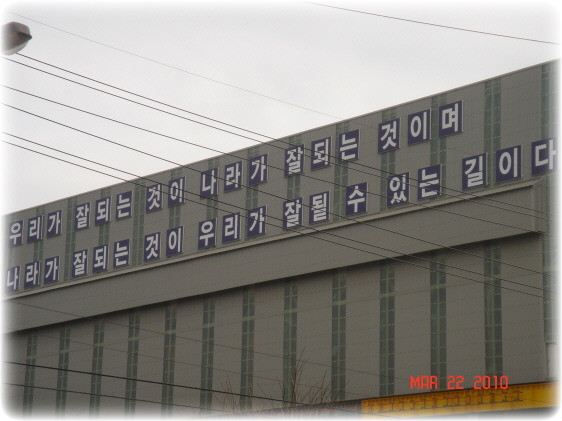 우리가 잘되는 것이 나라가 잘되는 것이며
나라가 잘되는 것이 우리가 잘될 수 있는 길이다
MAR 22 2010